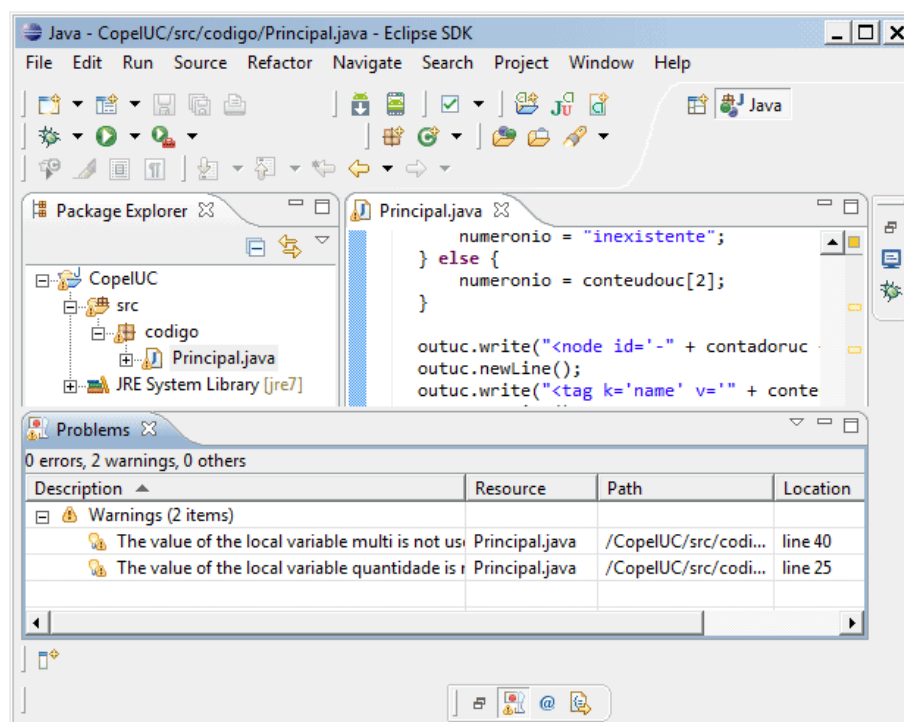 Java - CopelUC/src/codigo/Principal.java - Eclipse SDK
File Edit Run Source Refactor Navigate Search Project Window Help
Java
Package Explorer
CopelUC
src
codigo
Principal.java
JRE System Library [jre7]
Principal.java
numeronio = "inexistente";
} else {
numeronio = conteudouc[2];
}
outuc.write("<node id='-" + contadoruc
outuc.newLine();
outuc.write("<tag k='name' v='" + conte
Problems
0 errors, 2 warnings, 0 others
Description Resource Path Location
Warnings (2 items)
The value of the local variable multi is not us Principal.java /CopelUC/src/codi... line 40
The value of the local variable quantidade is Principal.java /CopelUC/src/codi... line 25